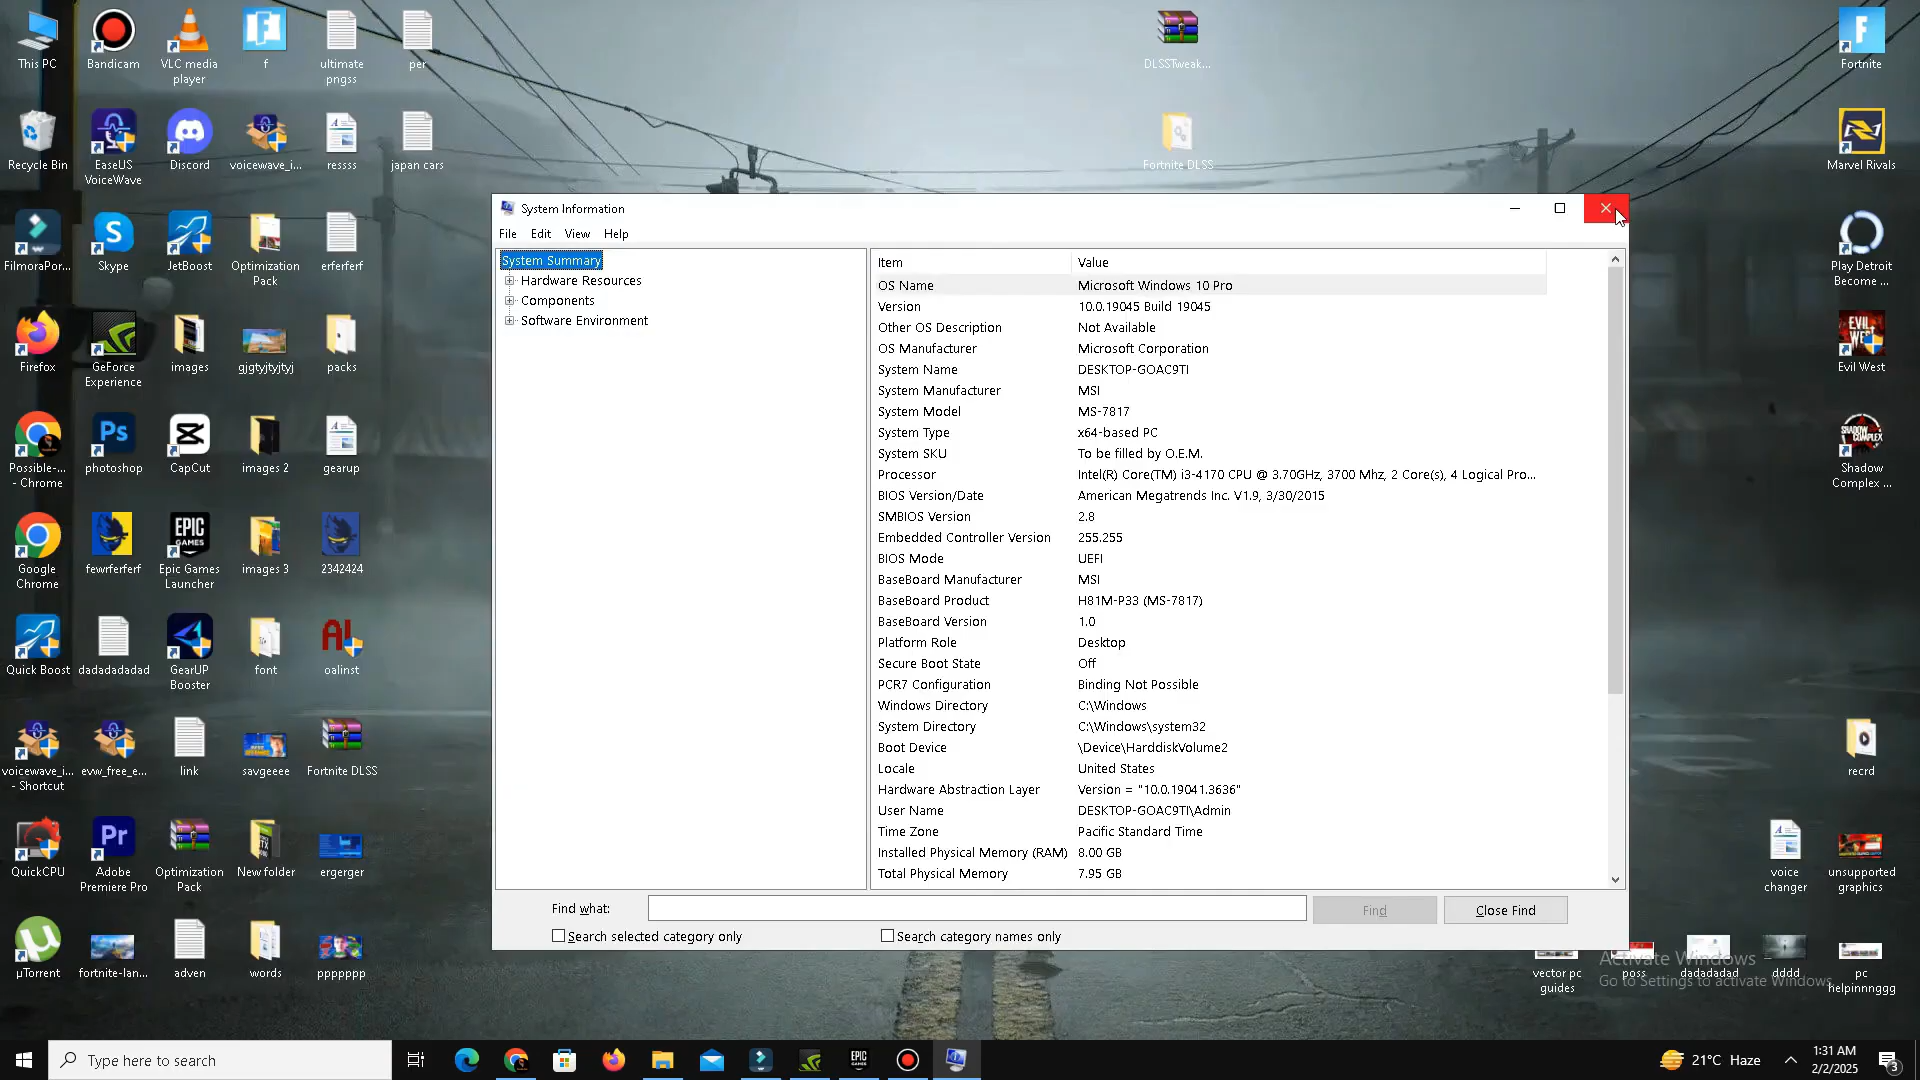 This PC
Bandicam
VLC media
player
f
ultimate
pngss
per
DLSSTweak...
Fortnite
Recycle Bin
EaseUS
VoiceWave
Discord
voicewave_i...
ressss
japan cars
Fortnite DLSS
Marvel Rivals
FilmoraPor...
Skype
JetBoost
Optimization
Pack
erferferf
Play Detroit
Become ...
Firefox
GeForce
Experience
images
gjgtyjtyjtyj
packs
Evil West
Possible-...
- Chrome
photoshop
CapCut
images 2
gearup
Shadow
Complex ...
Google
Chrome
fewrferferf
Epic Games
Launcher
images 3
2342424
Quick Boost
dadadadadad
GearUP
Booster
font
oalinst
voicewave_i...
- Shortcut
evw_free_e...
link
savgeeee
Fortnite DLSS
recrd
QuickCPU
Adobe
Premiere Pro
Optimization
Pack
New folder
ergerger
voice
changer
unsupported
graphics
µTorrent
fortnite-lan...
adven
words
ppppppp
vector pc
guides
poss
dadadadad
dddd
pc
helpinnnggg
System Information
File Edit View Help
System Summary
Hardware Resources
Components
Software Environment
Item Value
OS Name Microsoft Windows 10 Pro
Version 10.0.19045 Build 19045
Other OS Description Not Available
OS Manufacturer Microsoft Corporation
System Name DESKTOP-GOAC9TI
System Manufacturer MSI
System Model MS-7817
System Type x64-based PC
System SKU To be filled by O.E.M.
Processor Intel(R) Core(TM) i3-4170 CPU @ 3.70GHz, 3700 Mhz, 2 Core(s), 4 Logical Pro...
BIOS Version/Date American Megatrends Inc. V1.9, 3/30/2015
SMBIOS Version 2.8
Embedded Controller Version 255.255
BIOS Mode UEFI
BaseBoard Manufacturer MSI
BaseBoard Product H81M-P33 (MS-7817)
BaseBoard Version 1.0
Platform Role Desktop
Secure Boot State Off
PCR7 Configuration Binding Not Possible
Windows Directory C:\Windows
System Directory C:\Windows\system32
Boot Device \Device\HarddiskVolume2
Locale United States
Hardware Abstraction Layer Version = "10.0.19041.3636"
User Name DESKTOP-GOAC9TI\Admin
Time Zone Pacific Standard Time
Installed Physical Memory (RAM) 8.00 GB
Total Physical Memory 7.95 GB
Find what:
Find
Close Find
Search selected category only
Search category names only
Activate Windows
Go to Settings to activate Windows.
Type here to search
21°C Haze
1:31 AM
2/2/2025
3